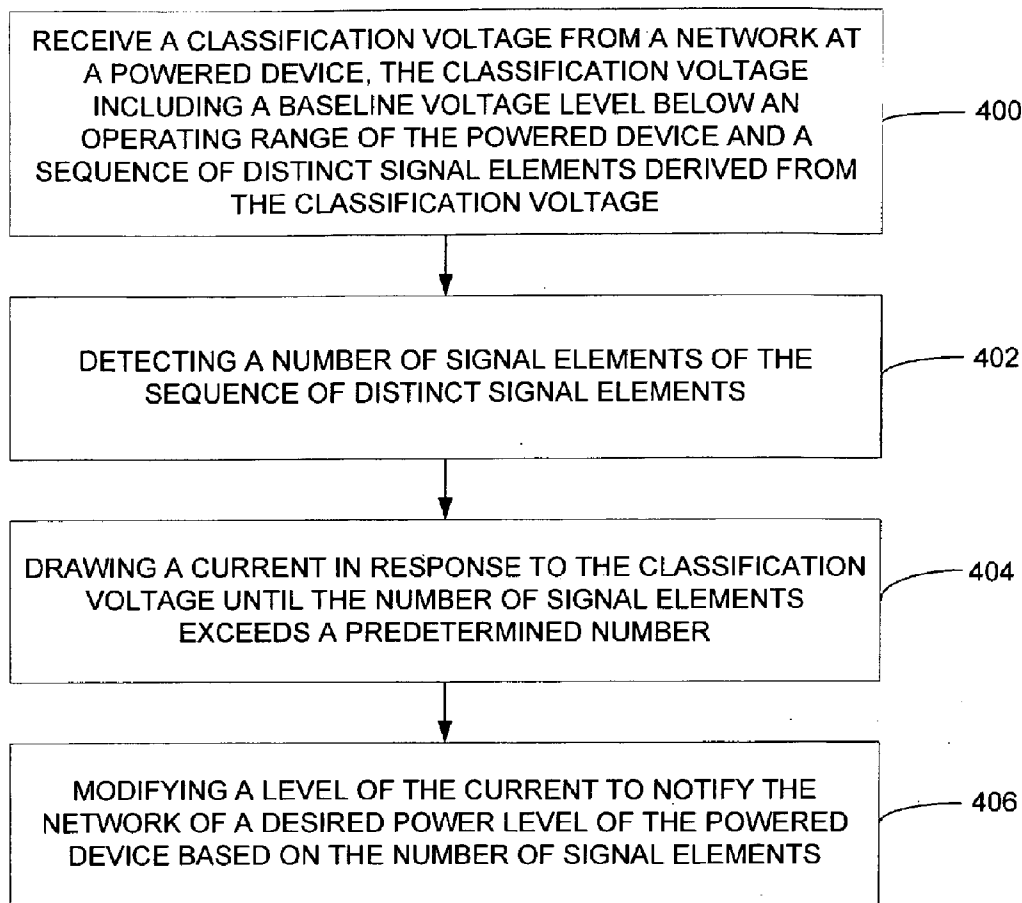 RECEIVE A CLASSIFICATION VOLTAGE FROM A NETWORK AT
A POWERED DEVICE, THE CLASSIFICATION VOLTAGE
INCLUDING A BASELINE VOLTAGE LEVEL BELOW AN
OPERATING RANGE OF THE POWERED DEVICE AND A
SEQUENCE OF DISTINCT SIGNAL ELEMENTS DERIVED FROM
THE CLASSIFICATION VOLTAGE
400
DETECTING A NUMBER OF SIGNAL ELEMENTS OF THE
SEQUENCE OF DISTINCT SIGNAL ELEMENTS
402
DRAWING A CURRENT IN RESPONSE TO THE CLASSIFICATION
VOLTAGE UNTIL THE NUMBER OF SIGNAL ELEMENTS
EXCEEDS A PREDETERMINED NUMBER
404
MODIFYING A LEVEL OF THE CURRENT TO NOTIFY THE
NETWORK OF A DESIRED POWER LEVEL OF THE POWERED
DEVICE BASED ON THE NUMBER OF SIGNAL ELEMENTS
406